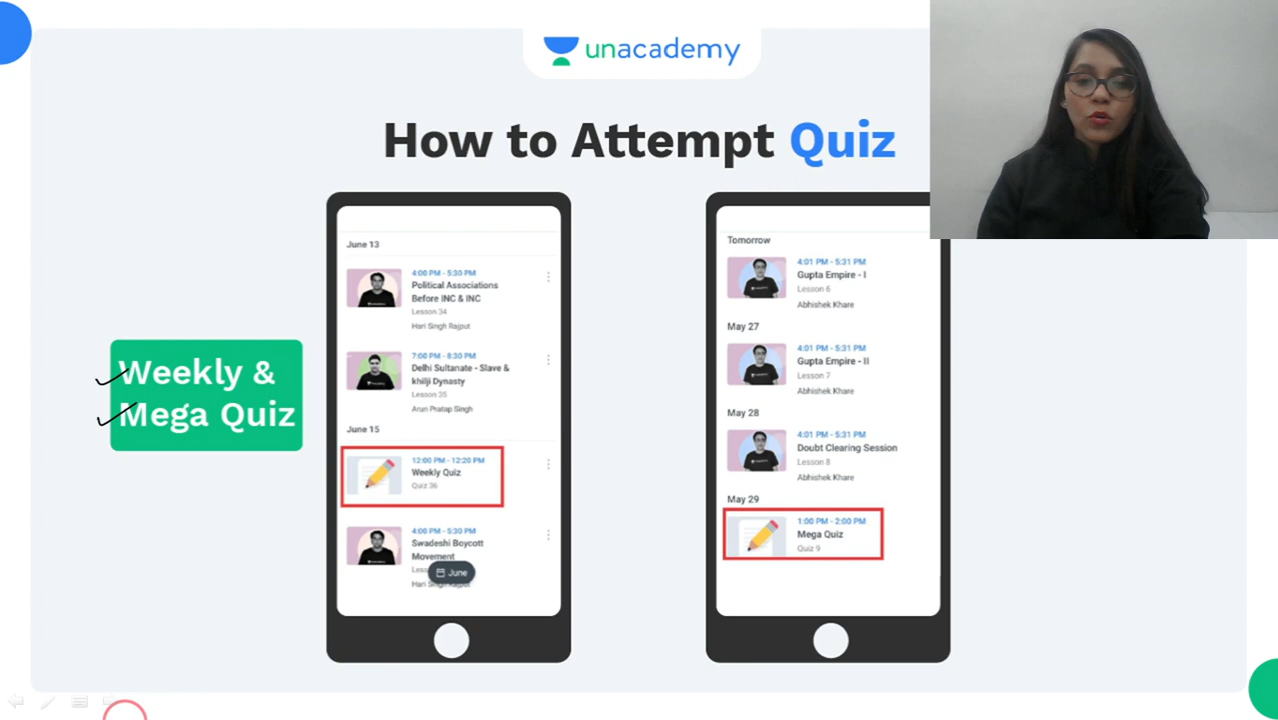 unacademy
How to Attempt Quiz
Weekly &
Mega Quiz
June 13
4:00 PM - 5:30 PM
Political Associations
Before INC & INC
Lesson 34
Hari Singh Rajput
7:00 PM - 8:30 PM
Delhi Sultanate - Slave &
khilji Dynasty
Lesson 35
Arun Pratap Singh
June 15
12:00 PM - 12:20 PM
Weekly Quiz
Quiz 36
4:00 PM - 5:30 PM
Swadeshi Boycott
Movement
June
Hari Singh Rajput
Tomorrow
4:01 PM - 5:31 PM
Gupta Empire - I
Lesson 6
Abhishek Khare
May 27
4:01 PM - 5:31 PM
Gupta Empire - II
Lesson 7
Abhishek Khare
May 28
4:01 PM - 5:31 PM
Doubt Clearing Session
Lesson 8
Abhishek Khare
May 29
1:00 PM - 2:00 PM
Mega Quiz
Quiz 9